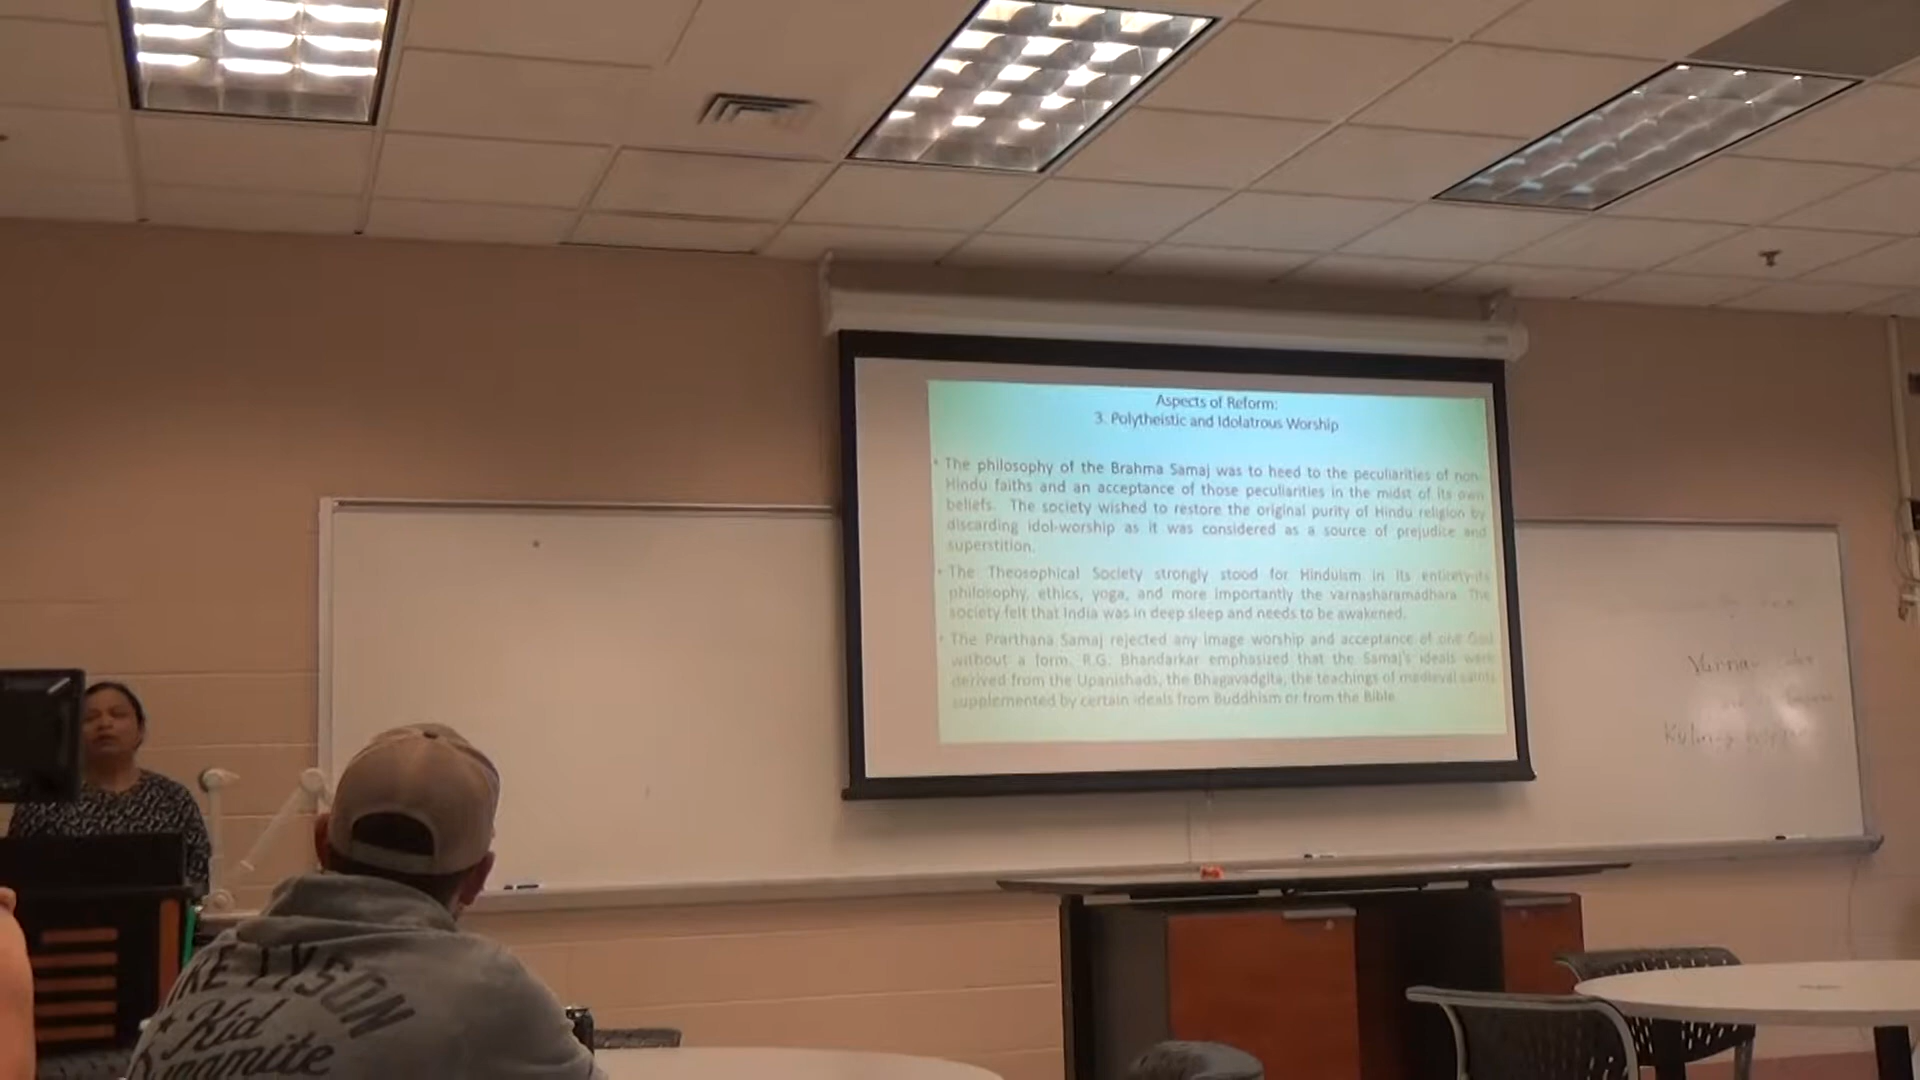 Aspects of Reform:
3. Polytheistic and Idolatrous Worship
• The philosophy of the Brahma Samaj was to heed to the peculiarities of non-
Hindu faiths and an acceptance of those peculiarities in the midst of its own
beliefs. The society wished to restore the original purity of Hindu religion by
discarding idol-worship as it was considered as a source of prejudice and
superstition.
• The Theosophical Society strongly stood for Hinduism in its entirety-its
philosophy, ethics, yoga, and more importantly the varnasharamadhara. The
society felt that India was in deep sleep and needs to be awakened.
• The Prarthana Samaj rejected any image worship and acceptance of one God
without a form. R.G. Bhandarkar emphasized that the Samaj's ideals were
derived from the Upanishads, the Bhagavadgita, the teachings of medieval saints
supplemented by certain ideals from Buddhism or from the Bible.
Varna
KE TYSON
Kid
Dynamite